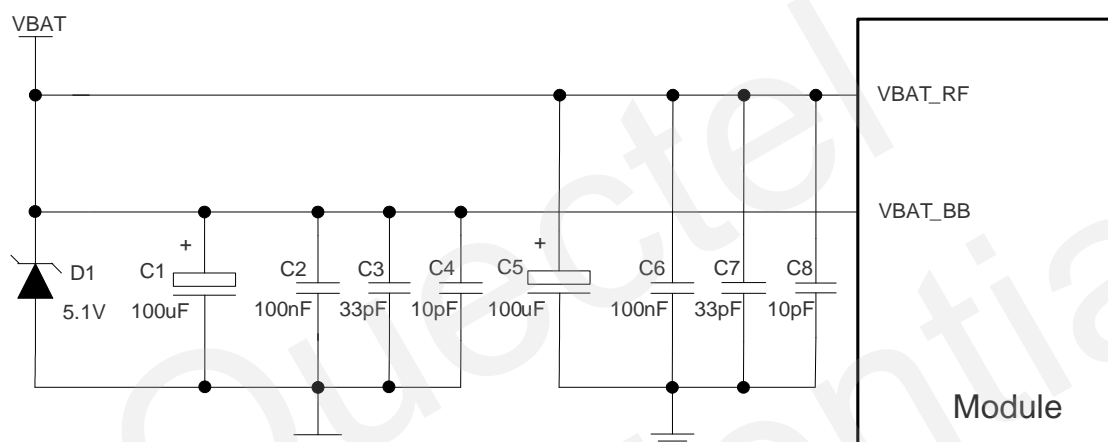 VBAT
VBAT_RF
VBAT_BB
+
+
D1
5.1V
C1
100uF
C2
100nF
C3
33pF
C4
10pF
C5
100uF
C6
100nF
C7
33pF
C8
10pF
Module
Quectel